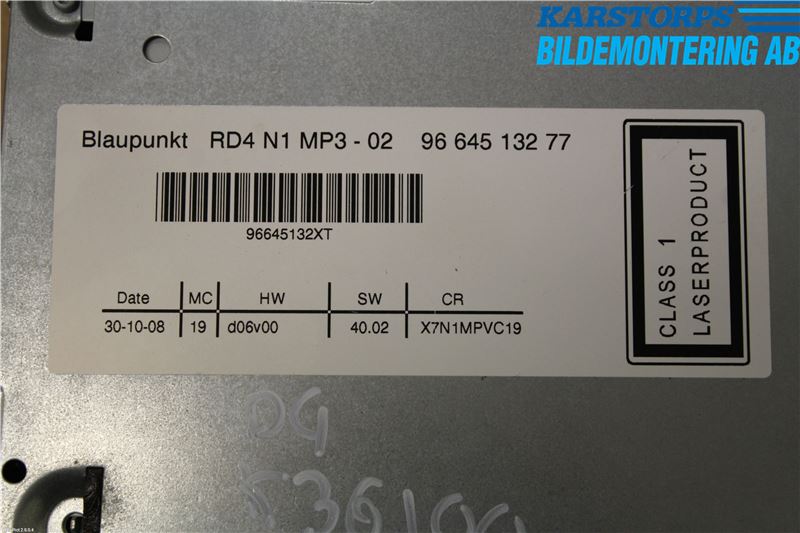 KARSTORPS
BILDEMONTERING AB
Blaupunkt RD4 N1 MP3 - 02 96 645 132 77
96645132XT
Date MC HW SW CR
30-10-08 19 d06v00 40.02 X7N1MPVC19
CLASS 1
LASERPRODUCT